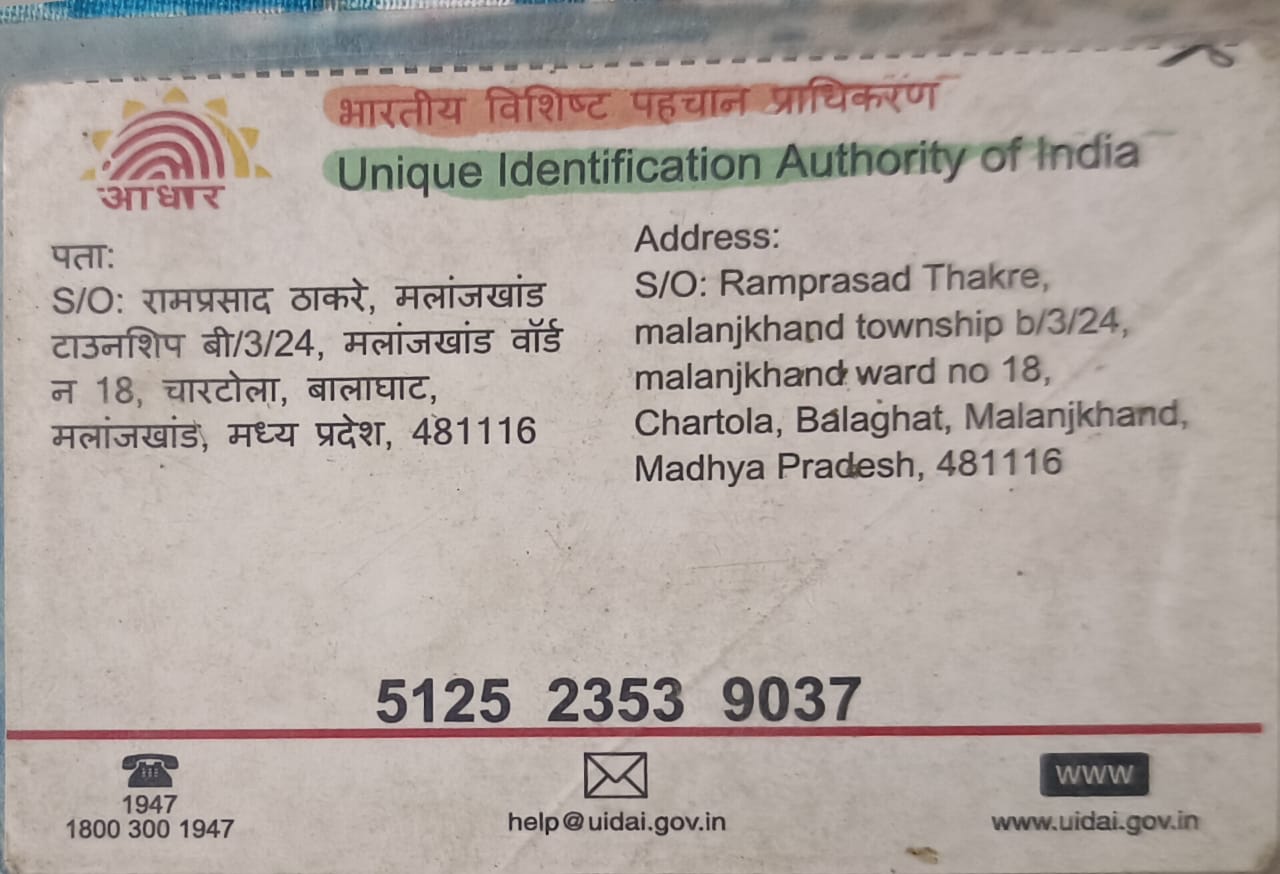 भारतीय विशिष्ट पहचान प्राधिकरण
Unique Identification Authority of India
आधार
पता:
S/O: रामप्रसाद ठाकरे, मलांजखांड
टाउनशिप बी/3/24, मलांजखांड वॉर्ड
न 18, चारटोला, बालाघाट,
मलांजखांड, मध्य प्रदेश, 481116
Address:
S/O: Ramprasad Thakre,
malanjkhand township b/3/24,
malanjkhand ward no 18,
Chartola, Balaghat, Malanjkhand,
Madhya Pradesh, 481116
5125 2353 9037
1947
1800 300 1947
help@uidai.gov.in
www
www.uidai.gov.in